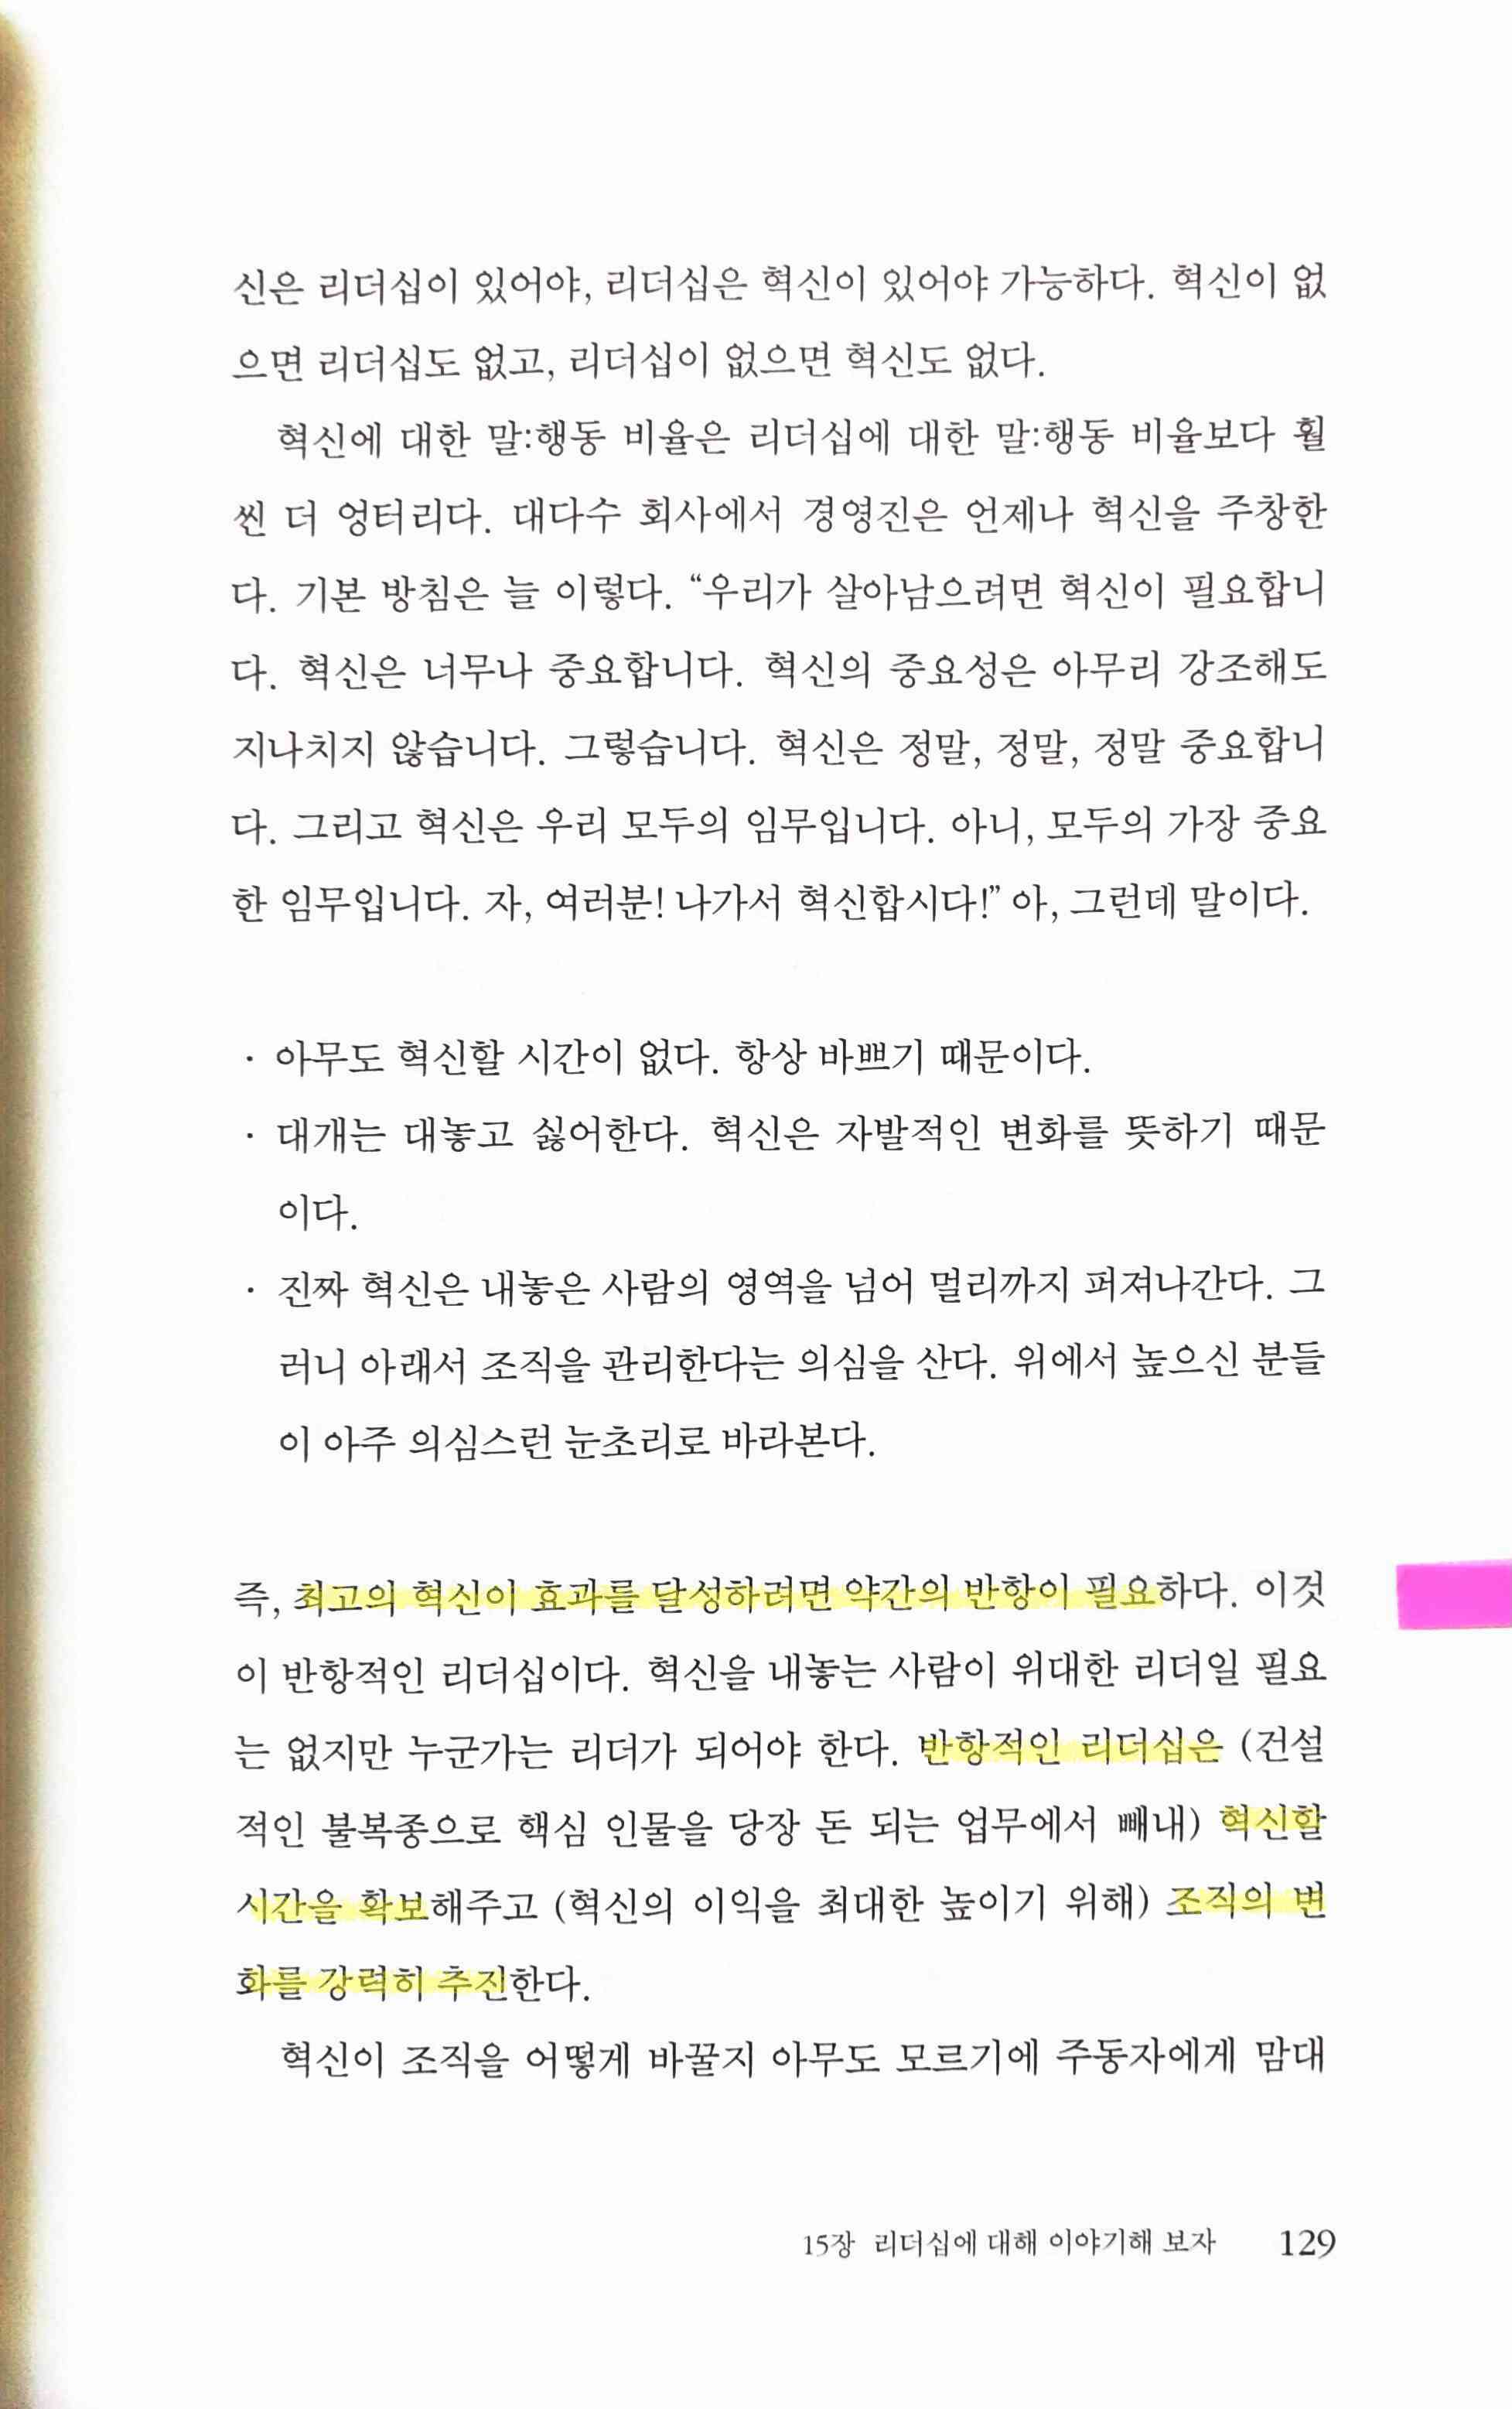 신은 리더십이 있어야, 리더십은 혁신이 있어야 가능하다. 혁신이 없
으면 리더십도 없고, 리더십이 없으면 혁신도 없다.
혁신에 대한 말:행동 비율은 리더십에 대한 말:행동 비율보다 훨
씬 더 엉터리다. 대다수 회사에서 경영진은 언제나 혁신을 주창한
다. 기본 방침은 늘 이렇다. “우리가 살아남으려면 혁신이 필요합니
다. 혁신은 너무나 중요합니다. 혁신의 중요성은 아무리 강조해도
지나치지 않습니다. 그렇습니다. 혁신은 정말, 정말, 정말 중요합니
다. 그리고 혁신은 우리 모두의 임무입니다. 아니, 모두의 가장 중요
한 임무입니다. 자, 여러분! 나가서 혁신합시다!” 아, 그런데 말이다.
· 아무도 혁신할 시간이 없다. 항상 바쁘기 때문이다.
· 대개는 대놓고 싫어한다. 혁신은 자발적인 변화를 뜻하기 때문
이다.
· 진짜 혁신은 내놓은 사람의 영역을 넘어 멀리까지 퍼져나간다. 그
러니 아래서 조직을 관리한다는 의심을 산다. 위에서 높으신 분들
이 아주 의심스런 눈초리로 바라본다.
즉, 최고의 혁신이 효과를 달성하려면 약간의 반항이 필요하다. 이것
이 반항적인 리더십이다. 혁신을 내놓는 사람이 위대한 리더일 필요
는 없지만 누군가는 리더가 되어야 한다. 반항적인 리더십은 (건설
적인 불복종으로 핵심 인물을 당장 돈 되는 업무에서 빼내) 혁신할
시간을 확보해주고 (혁신의 이익을 최대한 높이기 위해) 조직의 변
화를 강력히 추진한다.
혁신이 조직을 어떻게 바꿀지 아무도 모르기에 주동자에게 맘대
15장 리더십에 대해 이야기해 보자 129